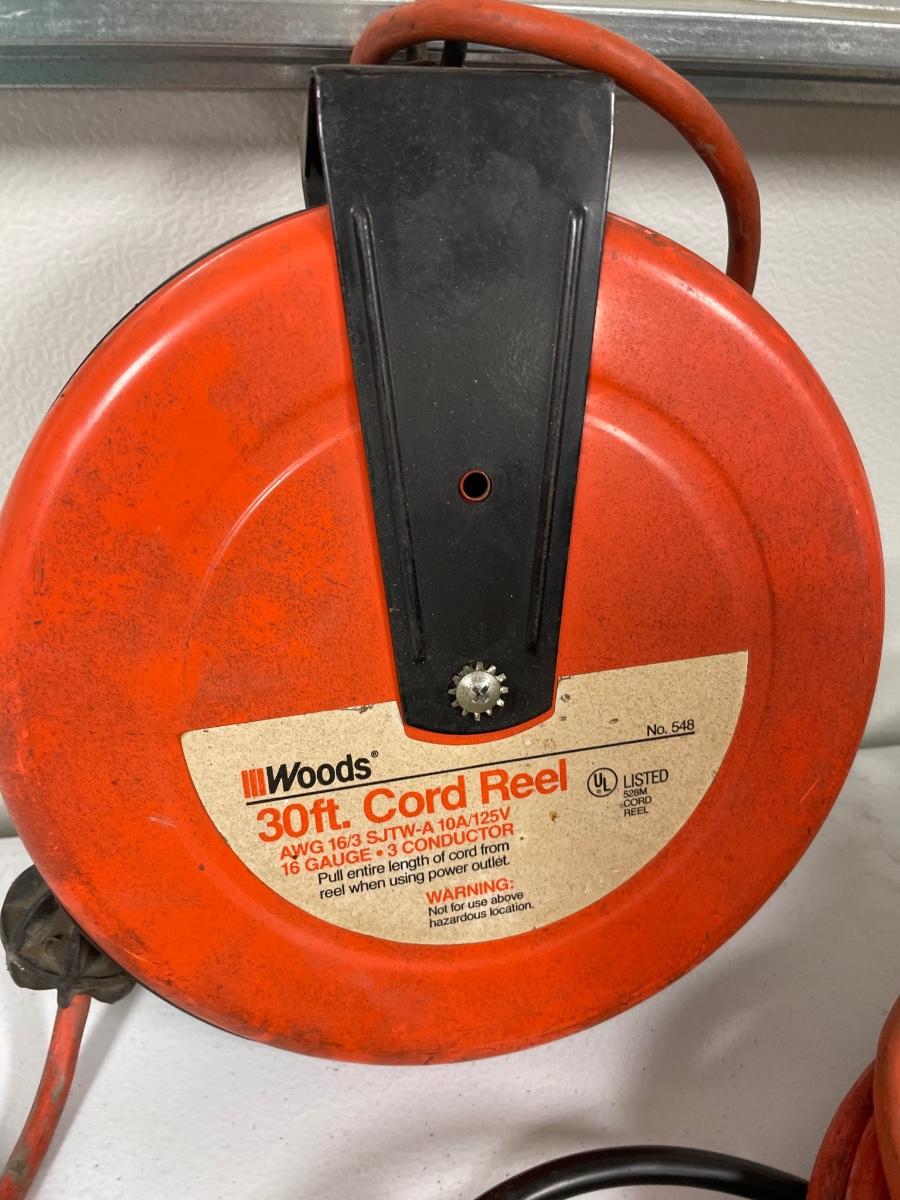 No. 548
Woods®
30ft. Cord Reel
AWG 16/3 SJTW-A 10A/125V
16 GAUGE • 3 CONDUCTOR
Pull entire length of cord from
reel when using power outlet.
WARNING:
Not for use above
hazardous location.
UL LISTED
528M
CORD
REEL